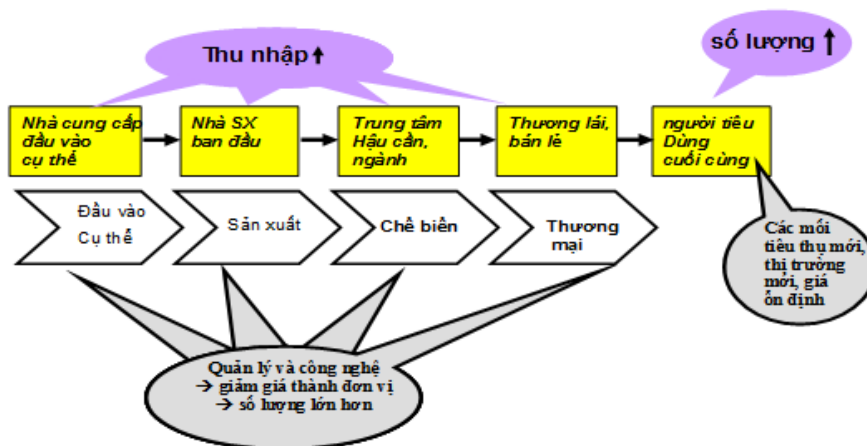 Thu nhập
số lượng
Nhà cung cấp
đầu vào
cụ thể
Nhà SX
ban đầu
Trung tâm
Hậu cần,
ngành
Thương lái,
bán lẻ
người tiêu
Dùng
cuối cùng
Đầu vào
Cụ thể
Sản xuất
Chế biến
Thương
mại
Các mối
tiêu thụ mới,
thị trường
mới, giá
ổn định
Quản lý và công nghệ
→ giảm giá thành đơn vị
→ số lượng lớn hơn